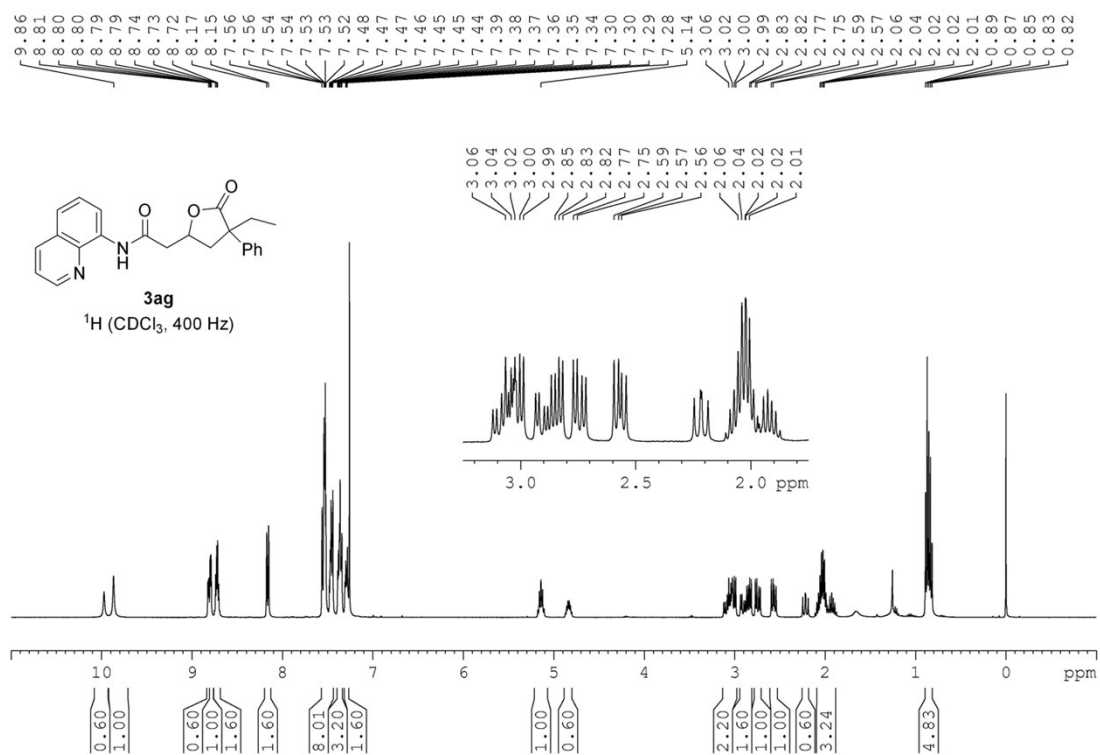 9.86 8.81 8.80 8.80 8.79 8.79 8.74 8.73 8.72 8.17 8.15 7.56 7.56 7.54 7.54 7.53 7.53 7.52 7.48 7.47 7.47 7.46 7.45 7.45 7.44 7.39 7.38 7.37 7.36 7.35 7.34 7.30 7.30 7.29 7.28 5.14 3.06 3.03 3.02 3.00 2.99 2.83 2.82 2.77 2.75 2.59 2.57 2.06 2.04 2.02 2.02 2.01 0.89 0.87 0.85 0.83 0.82
3.06 3.04 3.02 3.00 2.99 2.85 2.83 2.82 2.77 2.75 2.59 2.57 2.56 2.06 2.04 2.02 2.02 2.01
O
O
O
N
H
Ph
N
3ag
¹H (CDCl₃, 400 Hz)
3.0 2.5 2.0 ppm
10 9 8 7 6 5 4 3 2 1 0 ppm
0.60 1.00 0.60 1.00 1.60 1.60 8.01 3.20 1.60 1.00 0.60 2.20 1.60 1.00 1.00 0.60 3.24 4.83